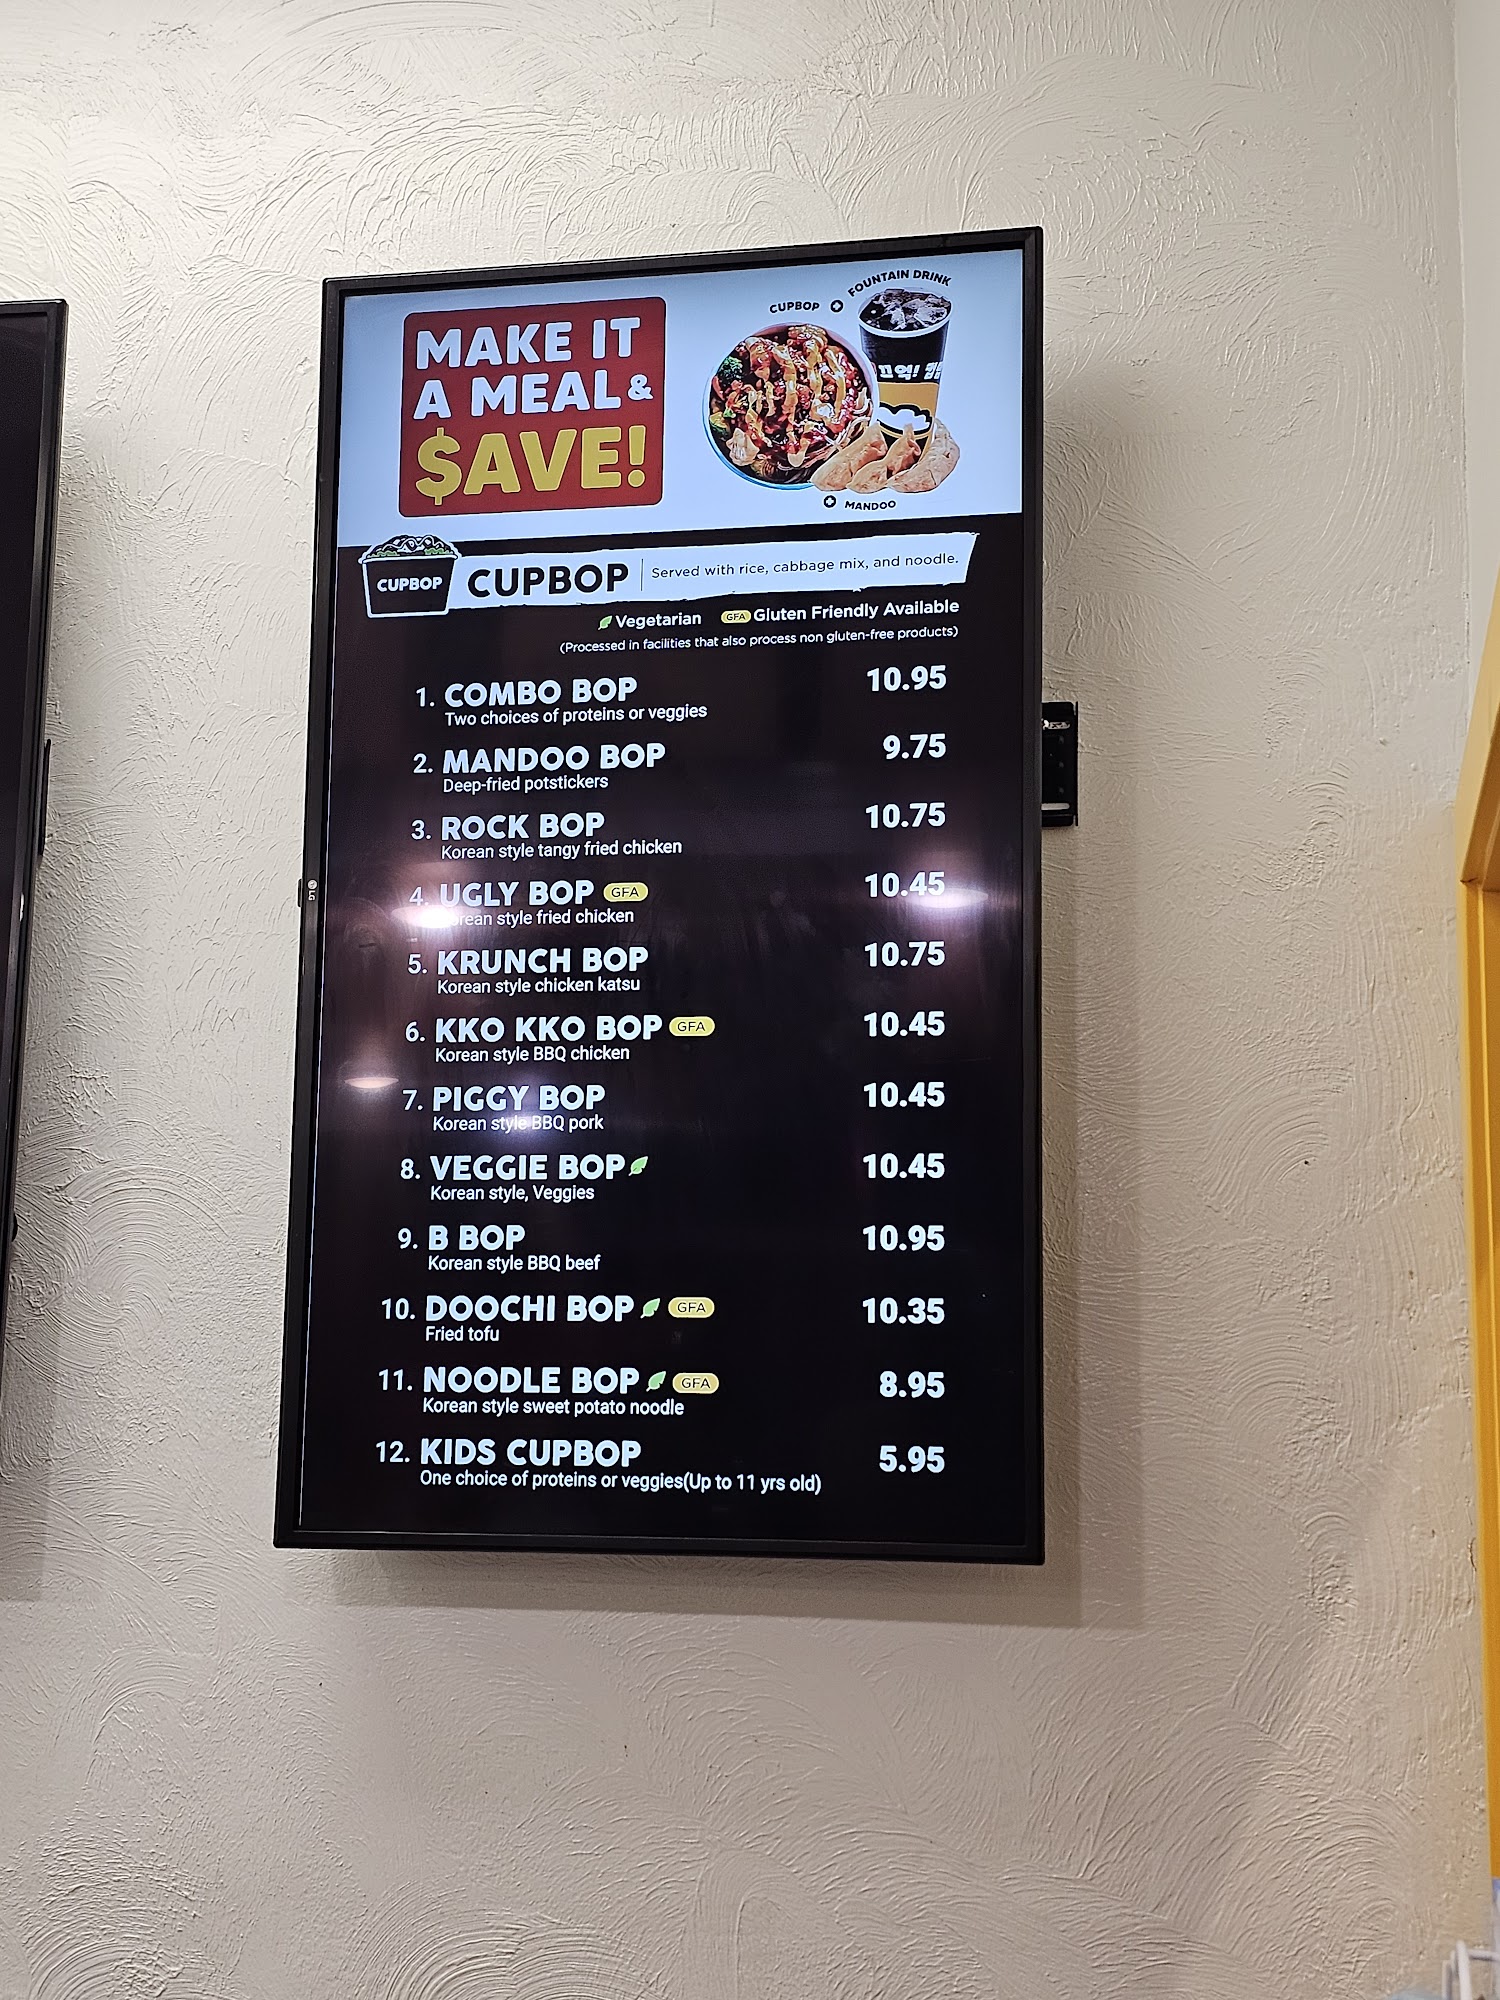 MAKE IT
A MEAL &
$AVE!
CUPBOP + FOUNTAIN DRINK
+ MANDOO
CUPBOP
CUPBOP | Served with rice, cabbage mix, and noodle.
Vegetarian GFA Gluten Friendly Available
(Processed in facilities that also process non gluten-free products)
1. COMBO BOP 10.95
Two choices of proteins or veggies
2. MANDOO BOP 9.75
Deep-fried potstickers
3. ROCK BOP 10.75
Korean style tangy fried chicken
4. UGLY BOP GFA 10.45
Korean style fried chicken
5. KRUNCH BOP 10.75
Korean style chicken katsu
6. KKO KKO BOP GFA 10.45
Korean style BBQ chicken
7. PIGGY BOP 10.45
Korean style BBQ pork
8. VEGGIE BOP 10.45
Korean style, Veggies
9. B BOP 10.95
Korean style BBQ beef
10. DOOCHI BOP GFA 10.35
Fried tofu
11. NOODLE BOP GFA 8.95
Korean style sweet potato noodle
12. KIDS CUPBOP 5.95
One choice of proteins or veggies(Up to 11 yrs old)
LG